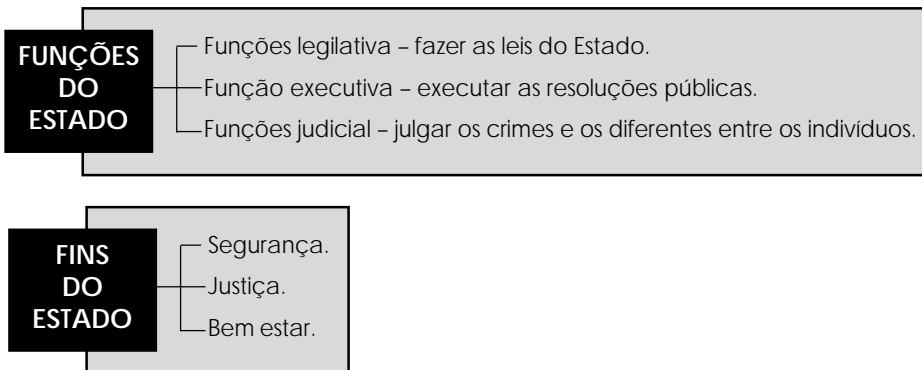 FUNÇÕES
DO
ESTADO
Funções legilativa – fazer as leis do Estado.
Função executiva – executar as resoluções públicas.
Funções judicial – julgar os crimes e os diferentes entre os indivíduos.
FINS
DO
ESTADO
Segurança.
Justiça.
Bem estar.